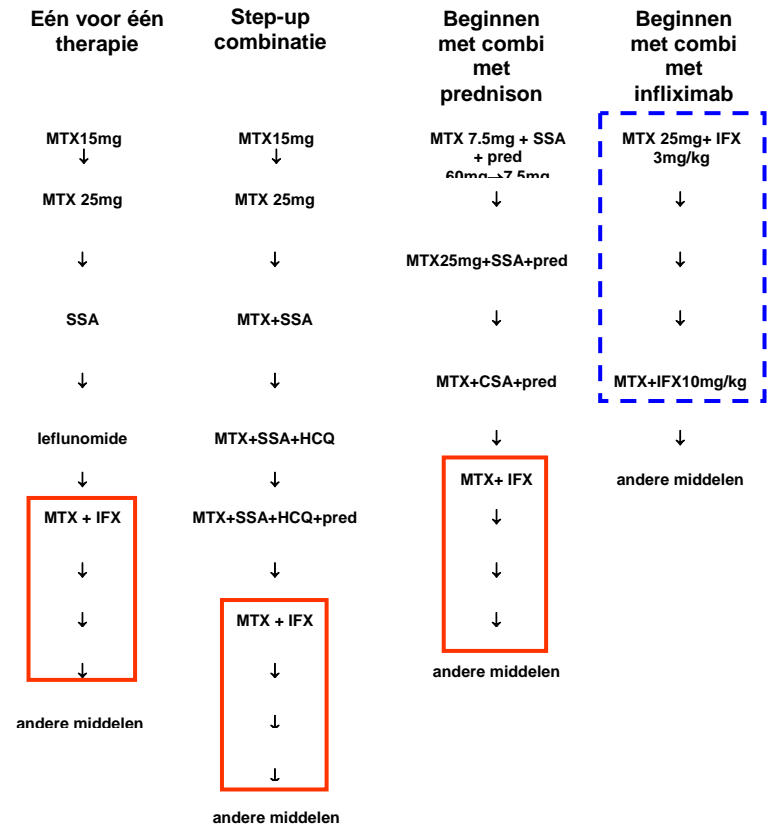 Eén voor één
therapie
MTX15mg
↓
MTX 25mg
↓
SSA
↓
leflunomide
↓
MTX + IFX
↓
↓
↓
andere middelen
Step-up
combinatie
MTX15mg
↓
MTX 25mg
↓
MTX+SSA
↓
MTX+SSA+HCQ
↓
MTX+SSA+HCQ+pred
↓
MTX + IFX
↓
↓
↓
andere middelen
Beginnen
met combi
met
prednison
MTX 7.5mg + SSA
+ pred
60mg→7.5mg
↓
MTX25mg+SSA+pred
↓
MTX+CSA+pred
↓
MTX+ IFX
↓
↓
↓
andere middelen
Beginnen
met combi
met
infliximab
MTX 25mg+ IFX
3mg/kg
↓
↓
↓
MTX+IFX10mg/kg
↓
andere middelen